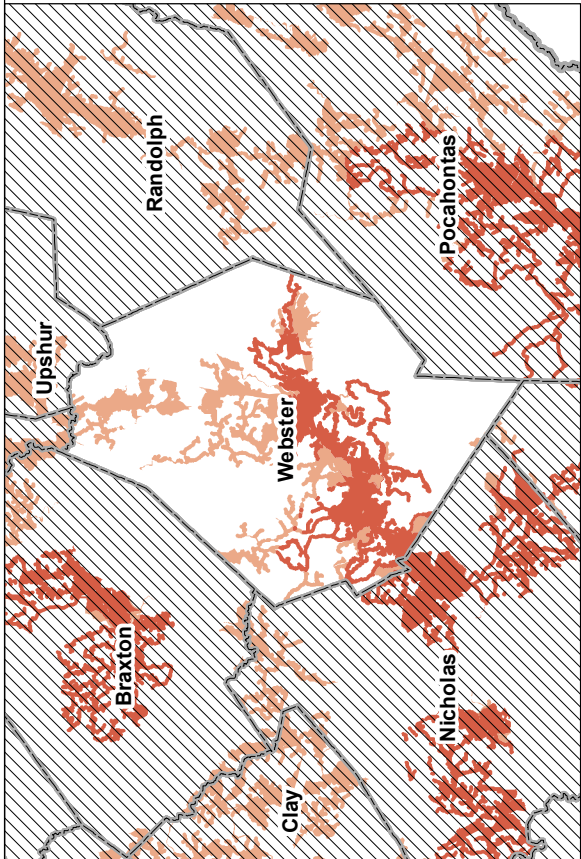 Upshur
Randolph
Braxton
Webster
Clay
Nicholas
Pocahontas